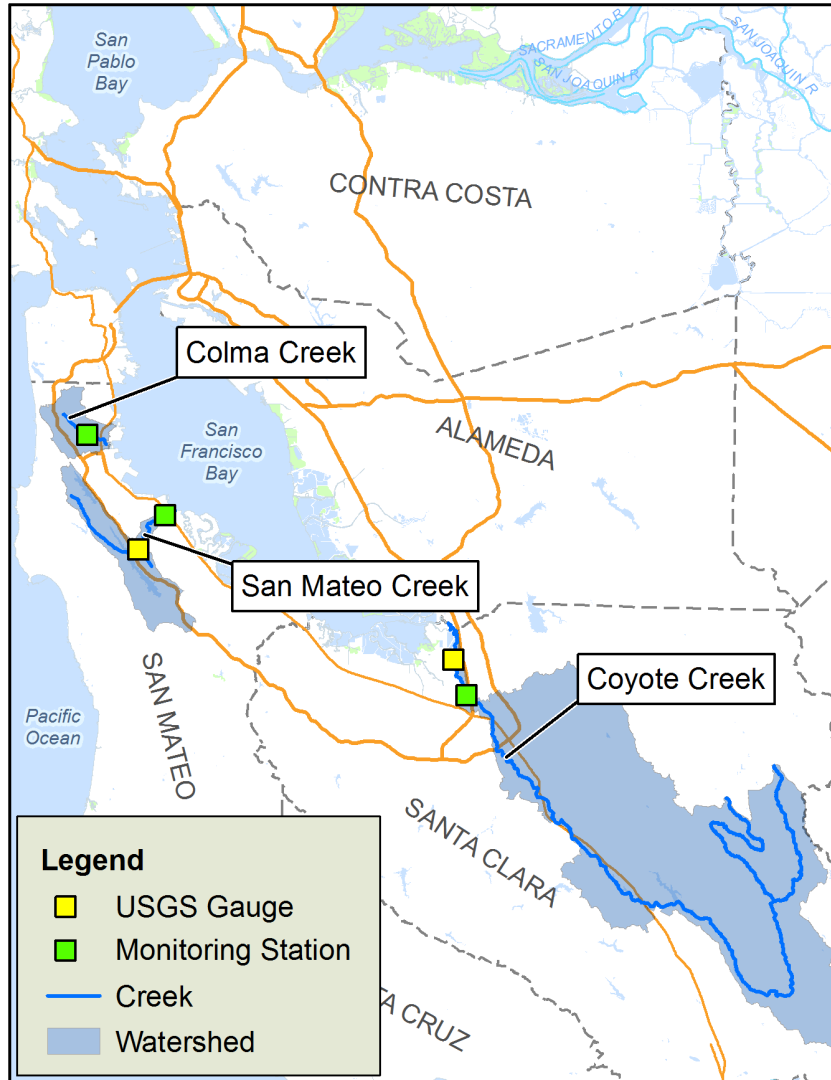 San
Pablo
Bay
SACRAMENTO R
SAN JOAQUIN R
SAN JOAQUIN R
CONTRA COSTA
Colma Creek
San
Francisco
Bay
ALAMEDA
San Mateo Creek
Coyote Creek
SAN MATEO
Pacific
Ocean
SANTA CLARA
TA CRUZ
Legend
USGS Gauge
Monitoring Station
Creek
Watershed